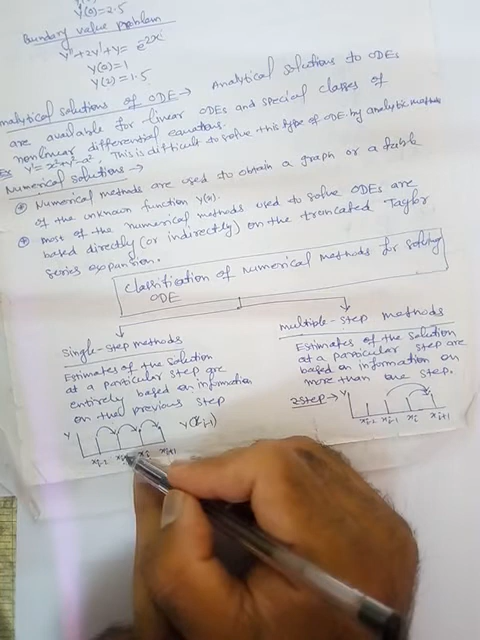 y(0)=2.5
Boundary value problem
y''+2y'+y= e^-2x
y(0)=1
y(2)=1.5
Analytical solutions of ODE → Analytical solutions to ODEs
are available for linear ODEs and special classes of
nonlinear differential equations.
Ex y'= This is difficult to solve this type of ODE by analytic methods
Numerical solutions →
* Numerical methods are used to obtain a graph or a table
of the unknown function y(x).
* most of the numerical methods used to solve ODEs are
based directly (or indirectly) on the truncated Taylor
series expansion.
Classification of Numerical methods for solving
ODE
Single-step methods
Estimates of the solution
at a particular step are
entirely based on information
on the previous step
Y y(xi-1)
xi-2 xi xi+1
multiple-step methods
Estimates of the solution
at a particular step are
based on information on
more than one step.
2step→ Y
xi-2 xi-1 xi xi+1